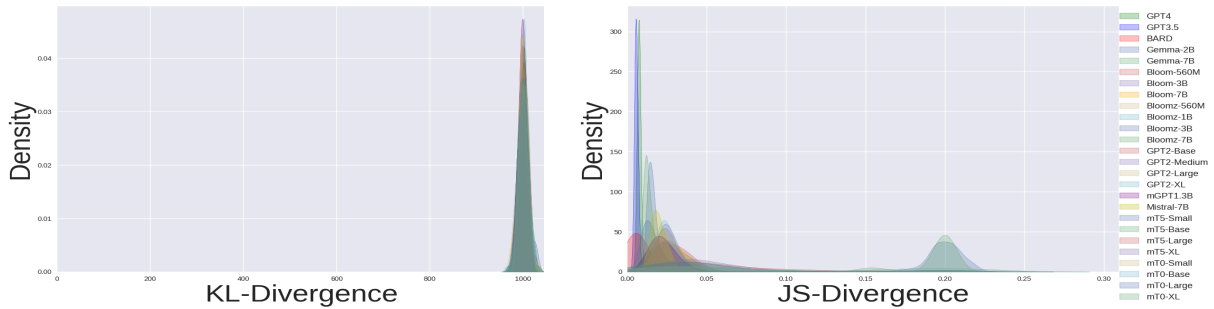 Density
0.00
0.01
0.02
0.03
0.04
0
200
400
600
800
1000
KL-Divergence
Density
0
50
100
150
200
250
300
0.00
0.05
0.10
0.15
0.20
0.25
0.30
JS-Divergence
GPT4
GPT3.5
BARD
Gemma-2B
Gemma-7B
Bloom-560M
Bloom-3B
Bloom-7B
Bloomz-560M
Bloomz-1B
Bloomz-3B
Bloomz-7B
GPT2-Base
GPT2-Medium
GPT2-Large
GPT2-XL
mGPT1.3B
Mistral-7B
mT5-Small
mT5-Base
mT5-Large
mT5-XL
mT0-Small
mT0-Base
mT0-Large
mT0-XL